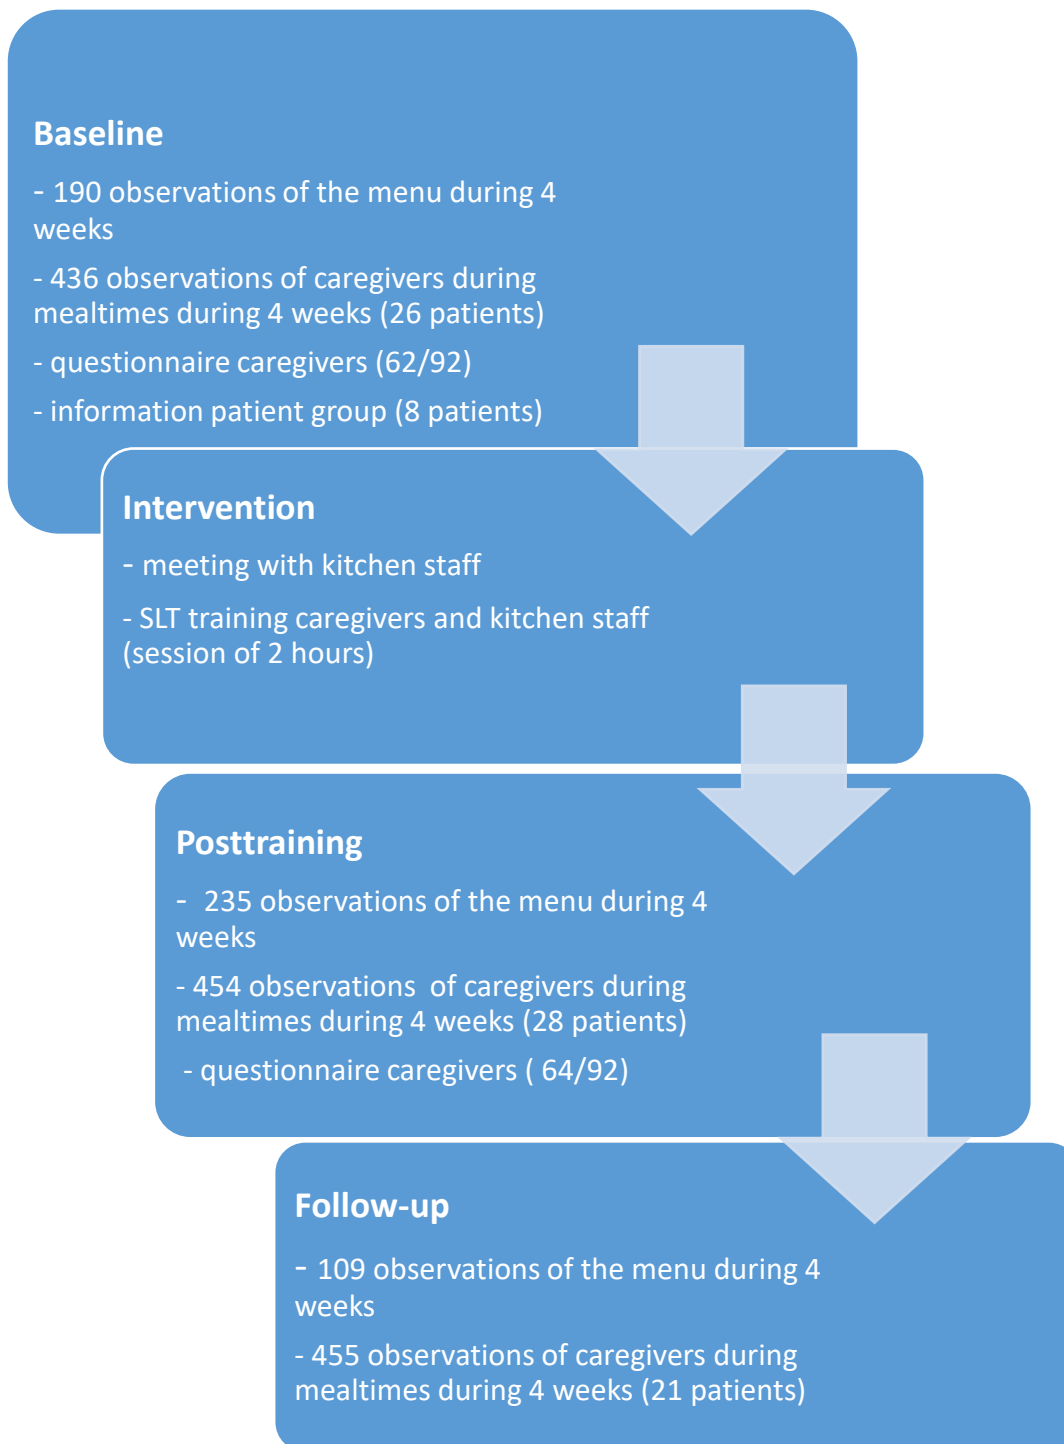 Baseline
- 190 observations of the menu during 4
weeks
- 436 observations of caregivers during
mealtimes during 4 weeks (26 patients)
- questionnaire caregivers (62/92)
- information patient group (8 patients)
Intervention
- meeting with kitchen staff
- SLT training caregivers and kitchen staff
(session of 2 hours)
Posttraining
- 235 observations of the menu during 4
weeks
- 454 observations of caregivers during
mealtimes during 4 weeks (28 patients)
- questionnaire caregivers ( 64/92)
Follow-up
- 109 observations of the menu during 4
weeks
- 455 observations of caregivers during
mealtimes during 4 weeks (21 patients)